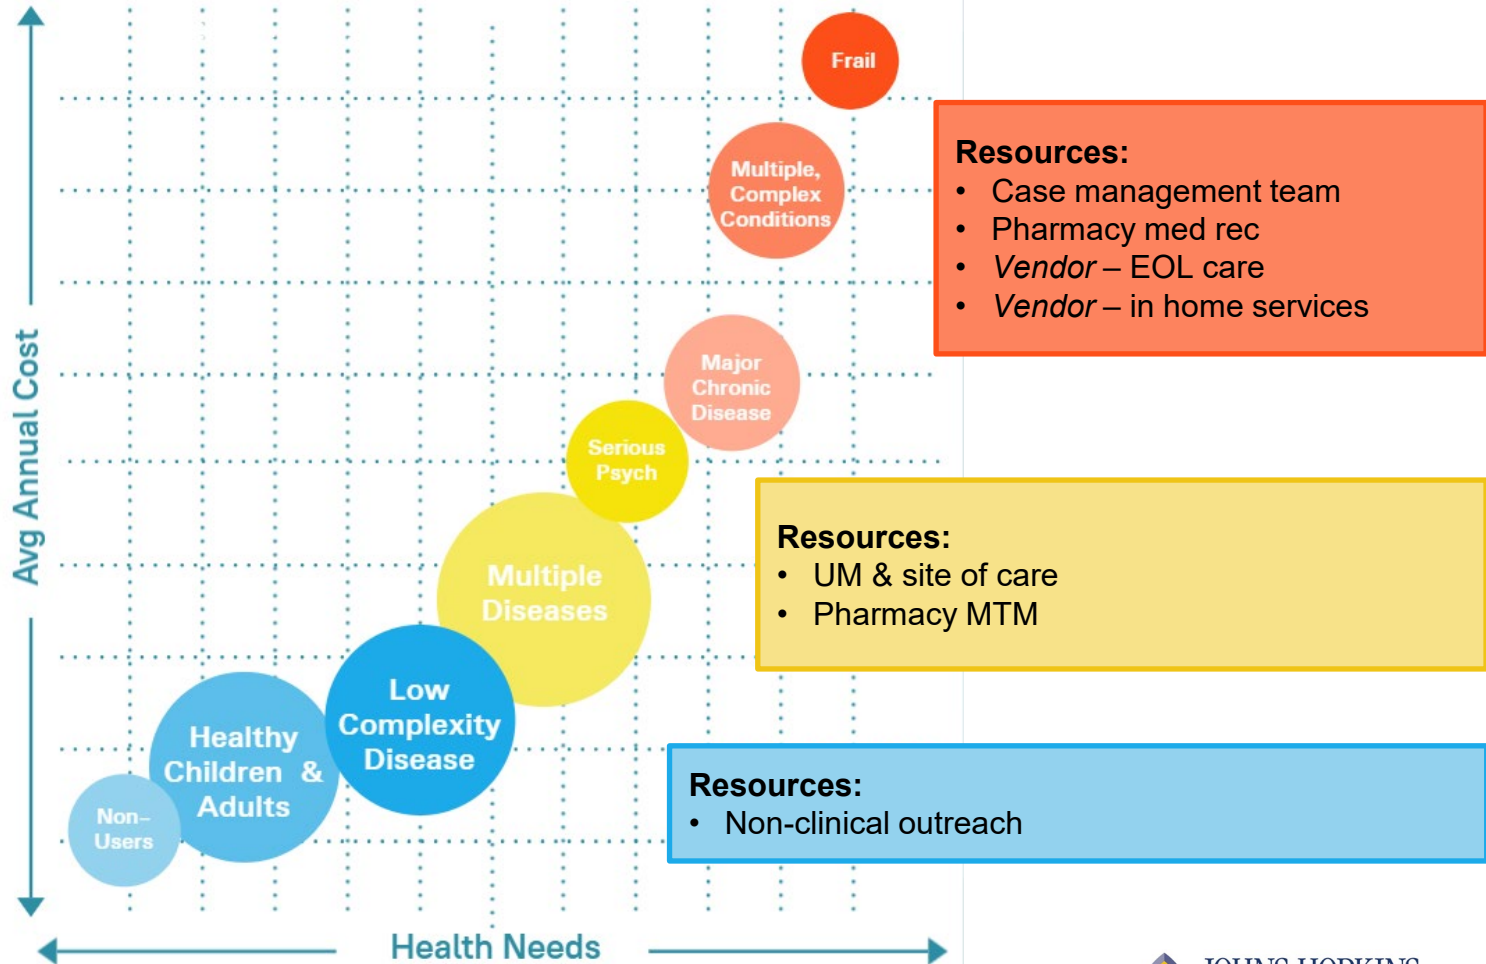 Frail
Multiple,
Complex
Conditions
Resources:
• Case management team
• Pharmacy med rec
• Vendor – EOL care
• Vendor – in home services
Major
Chronic
Disease
Serious
Psych
Avg Annual Cost
Multiple
Diseases
Resources:
• UM & site of care
• Pharmacy MTM
Low
Complexity
Disease
Healthy
Children &
Adults
Non–
Users
Resources:
• Non-clinical outreach
Health Needs
JOHNS HOPKINS